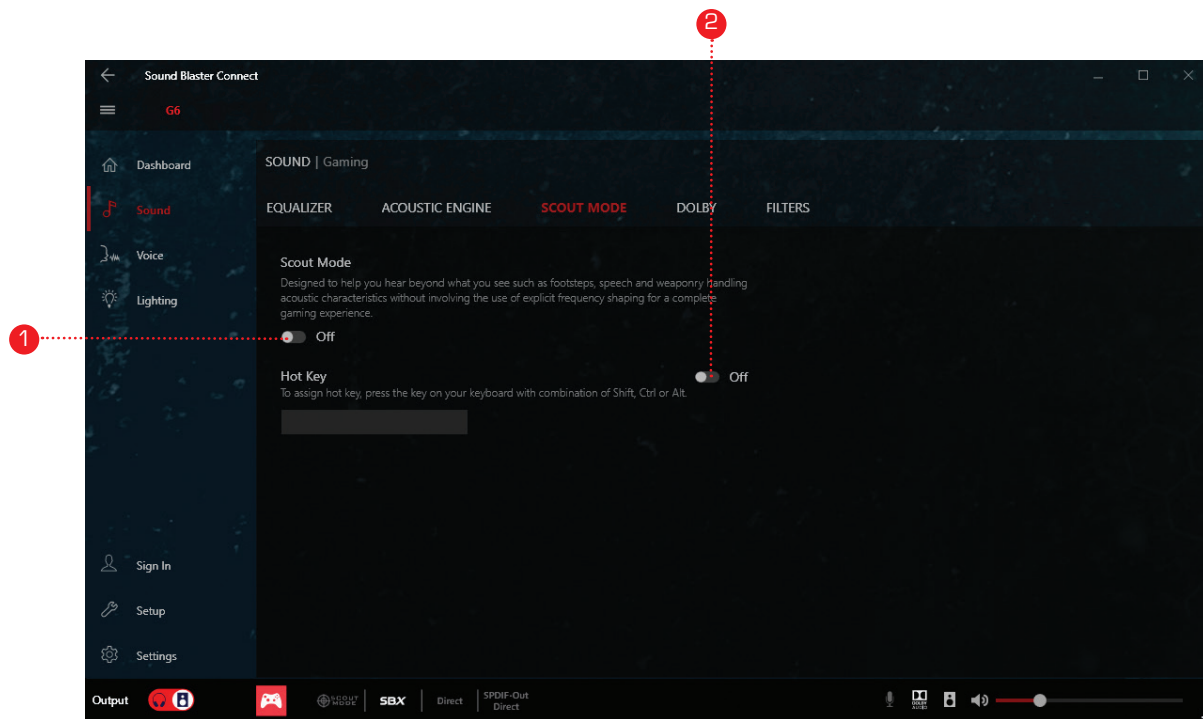 2
Sound Blaster Connect
G6
Dashboard
Sound
Voice
Lighting
SOUND | Gaming
EQUALIZER ACOUSTIC ENGINE SCOUT MODE DOLBY FILTERS
Scout Mode
Designed to help you hear beyond what you see such as footsteps, speech and weaponry handling
acoustic characteristics without involving the use of explicit frequency shaping for a complete
gaming experience.
1
Off
Hot Key
Off
To assign hot key, press the key on your keyboard with combination of Shift, Ctrl or Alt.
Sign In
Setup
Settings
Output
SCOUT
MODE
SBX
Direct
SPDIF-Out
Direct
DOLBY
AUDIO